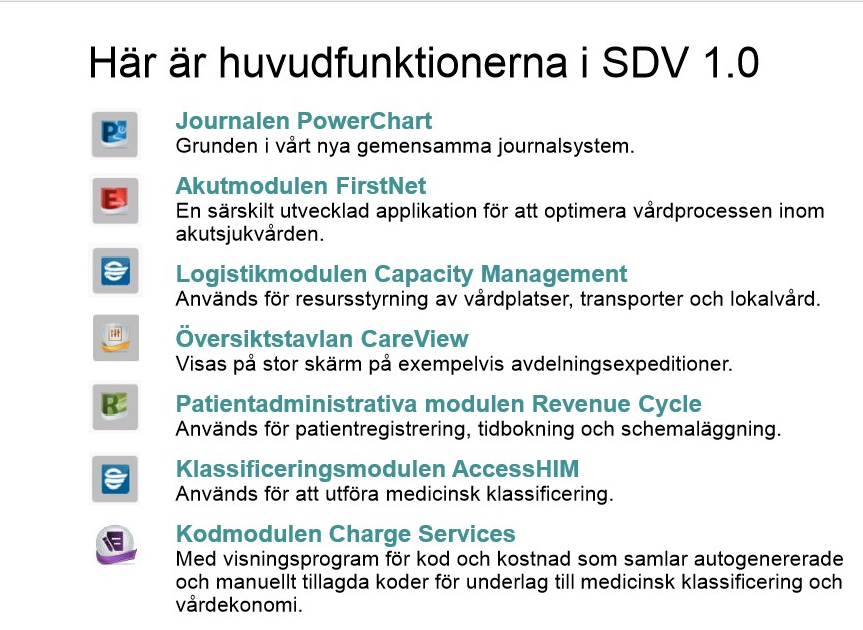 Här är huvudfunktionerna i SDV 1.0
Journalen PowerChart
Grunden i vårt nya gemensamma journalsystem.
Akutmodulen FirstNet
En särskilt utvecklad applikation för att optimera vårdprocessen inom
akutsjukvården.
Logistikmodulen Capacity Management
Används för resursstyrning av vårdplatser, transporter och lokalvård.
Översiktstavlan CareView
Visas på stor skärm på exempelvis avdelningsexpeditioner.
Patientadministrativa modulen Revenue Cycle
Används för patientregistrering, tidbokning och schemaläggning.
Klassificeringsmodulen AccessHIM
Används för att utföra medicinsk klassificering.
Kodmodulen Charge Services
Med visningsprogram för kod och kostnad som samlar autogenererade
och manuellt tillagda koder för underlag till medicinsk klassificering och
vårdekonomi.